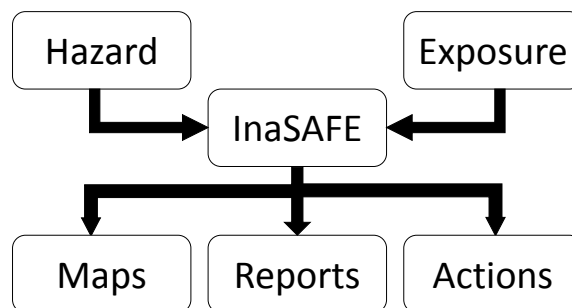 Hazard
Exposure
InaSAFE
Maps
Reports
Actions